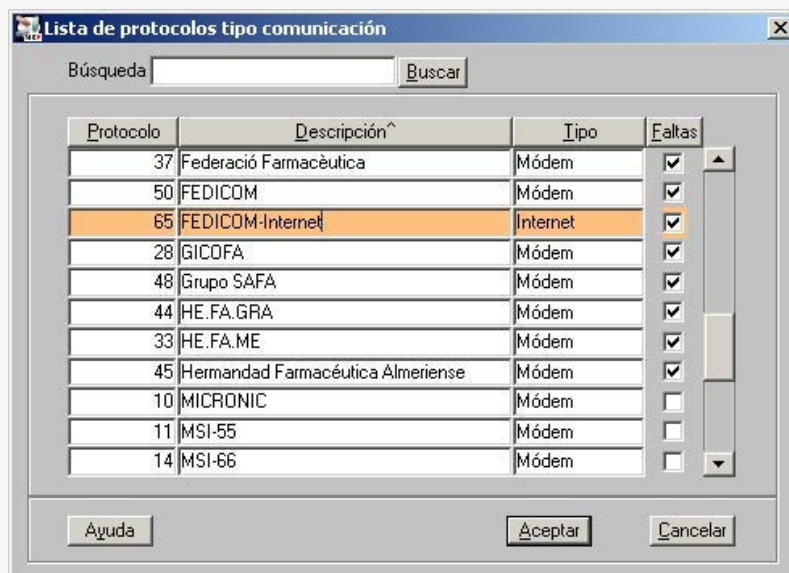 Lista de protocolos tipo comunicación
Búsqueda Buscar
Protocolo Descripción^ Tipo Faltas
37 Federació Farmacèutica Módem
50 FEDICOM Módem
65 FEDICOM-Internet Internet
28 GICOFA Módem
48 Grupo SAFA Módem
44 HE.FA.GRA Módem
33 HE.FA.ME Módem
45 Hermandad Farmacéutica Almeriense Módem
10 MICRONIC Módem
11 MSI-55 Módem
14 MSI-66 Módem
Ayuda Aceptar Cancelar